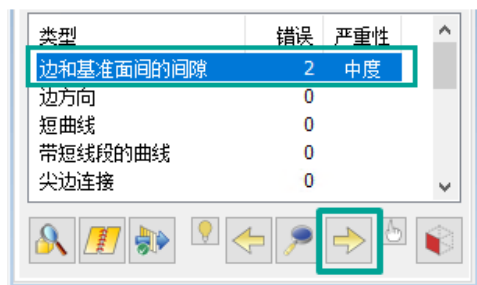 类型 错误 严重性
边和基准面间的间隙 2 中度
边方向 0
短曲线 0
带短线段的曲线 0
尖边连接 0